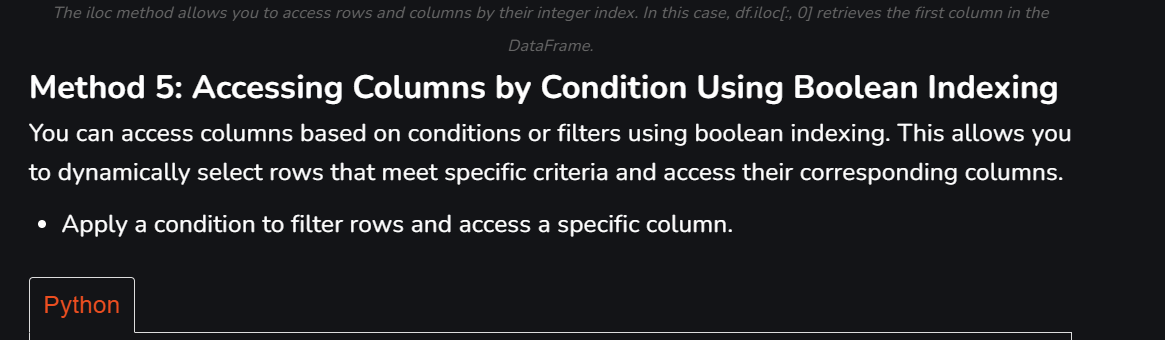 The iloc method allows you to access rows and columns by their integer index. In this case, df.iloc[:, 0] retrieves the first column in the
DataFrame.
Method 5: Accessing Columns by Condition Using Boolean Indexing
You can access columns based on conditions or filters using boolean indexing. This allows you
to dynamically select rows that meet specific criteria and access their corresponding columns.
• Apply a condition to filter rows and access a specific column.
Python